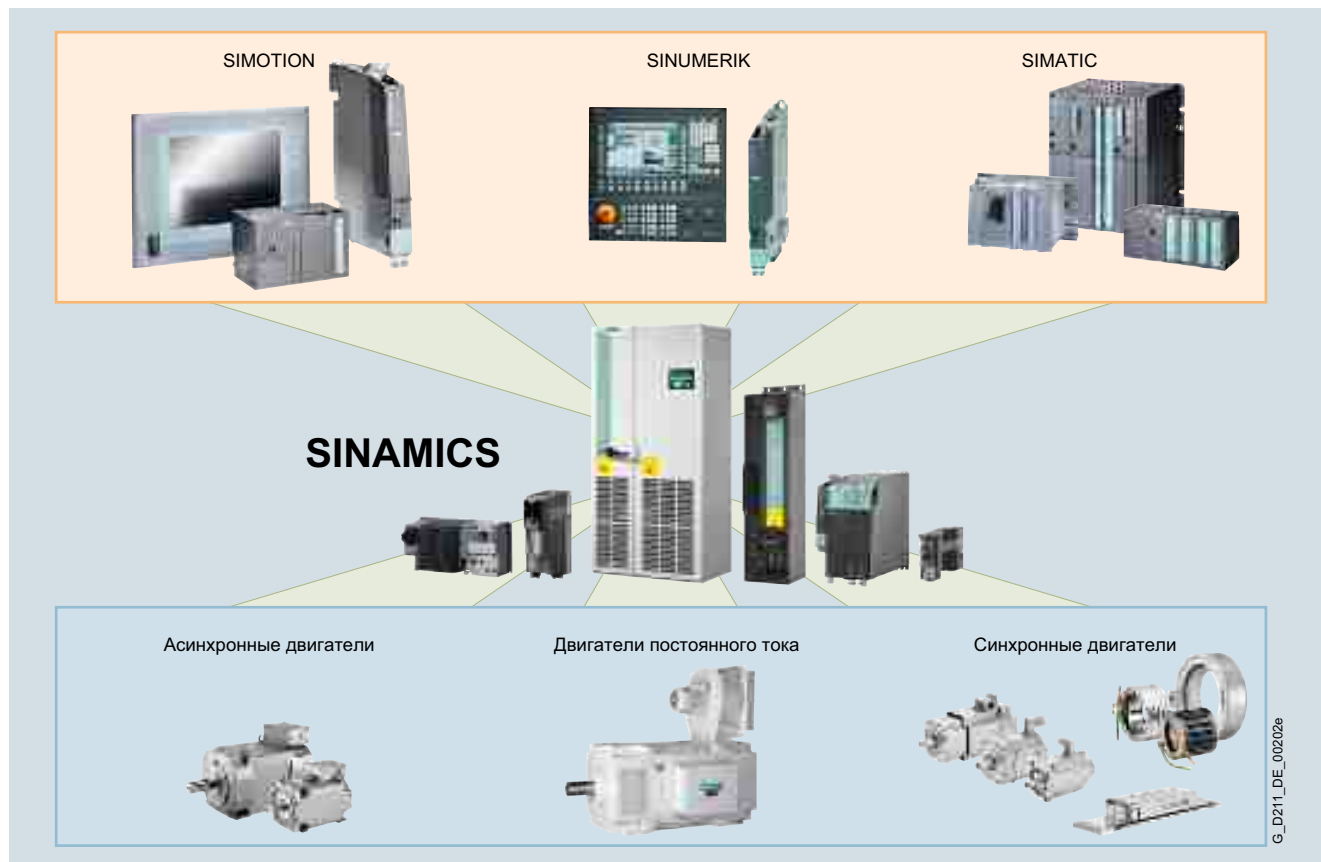 SIMOTION
SINUMERIK
SIMATIC
SINAMICS
Асинхронные двигатели
Двигатели постоянного тока
Синхронные двигатели
G_D211_DE_00202e